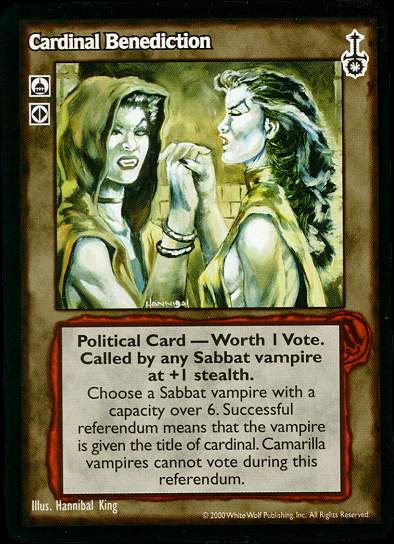 Cardinal Benediction
HANNIBAL
Political Card — Worth 1 Vote.
Called by any Sabbat vampire
at +1 stealth.
Choose a Sabbat vampire with a
capacity over 6. Successful
referendum means that the vampire
is given the title of cardinal. Camarilla
vampires cannot vote during this
referendum.
Illus. Hannibal King
© 2000 White Wolf Publishing, Inc. All Rights Reserved.